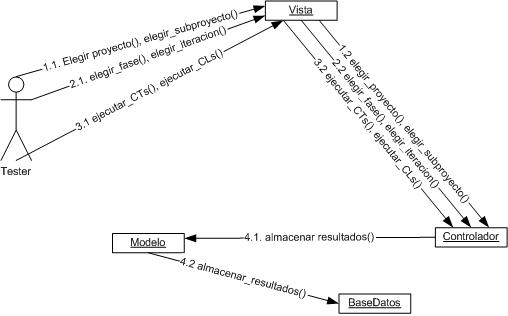 Vista
1.1. Elegir proyecto(), elegir_subproyecto()
2.1. elegir_fase(), elegir_iteracion()
3.1 ejecutar_CTs(), ejecutar_CLs()
Tester
1.2 elegir_proyecto(), elegir_subproyecto()
2.2 elegir_fase(), elegir_iteracion()
3.2 ejecutar_CTs(), ejecutar_CLs()
Modelo
4.1. almacenar resultados()
Controlador
4.2 almacenar_resultados()
BaseDatos